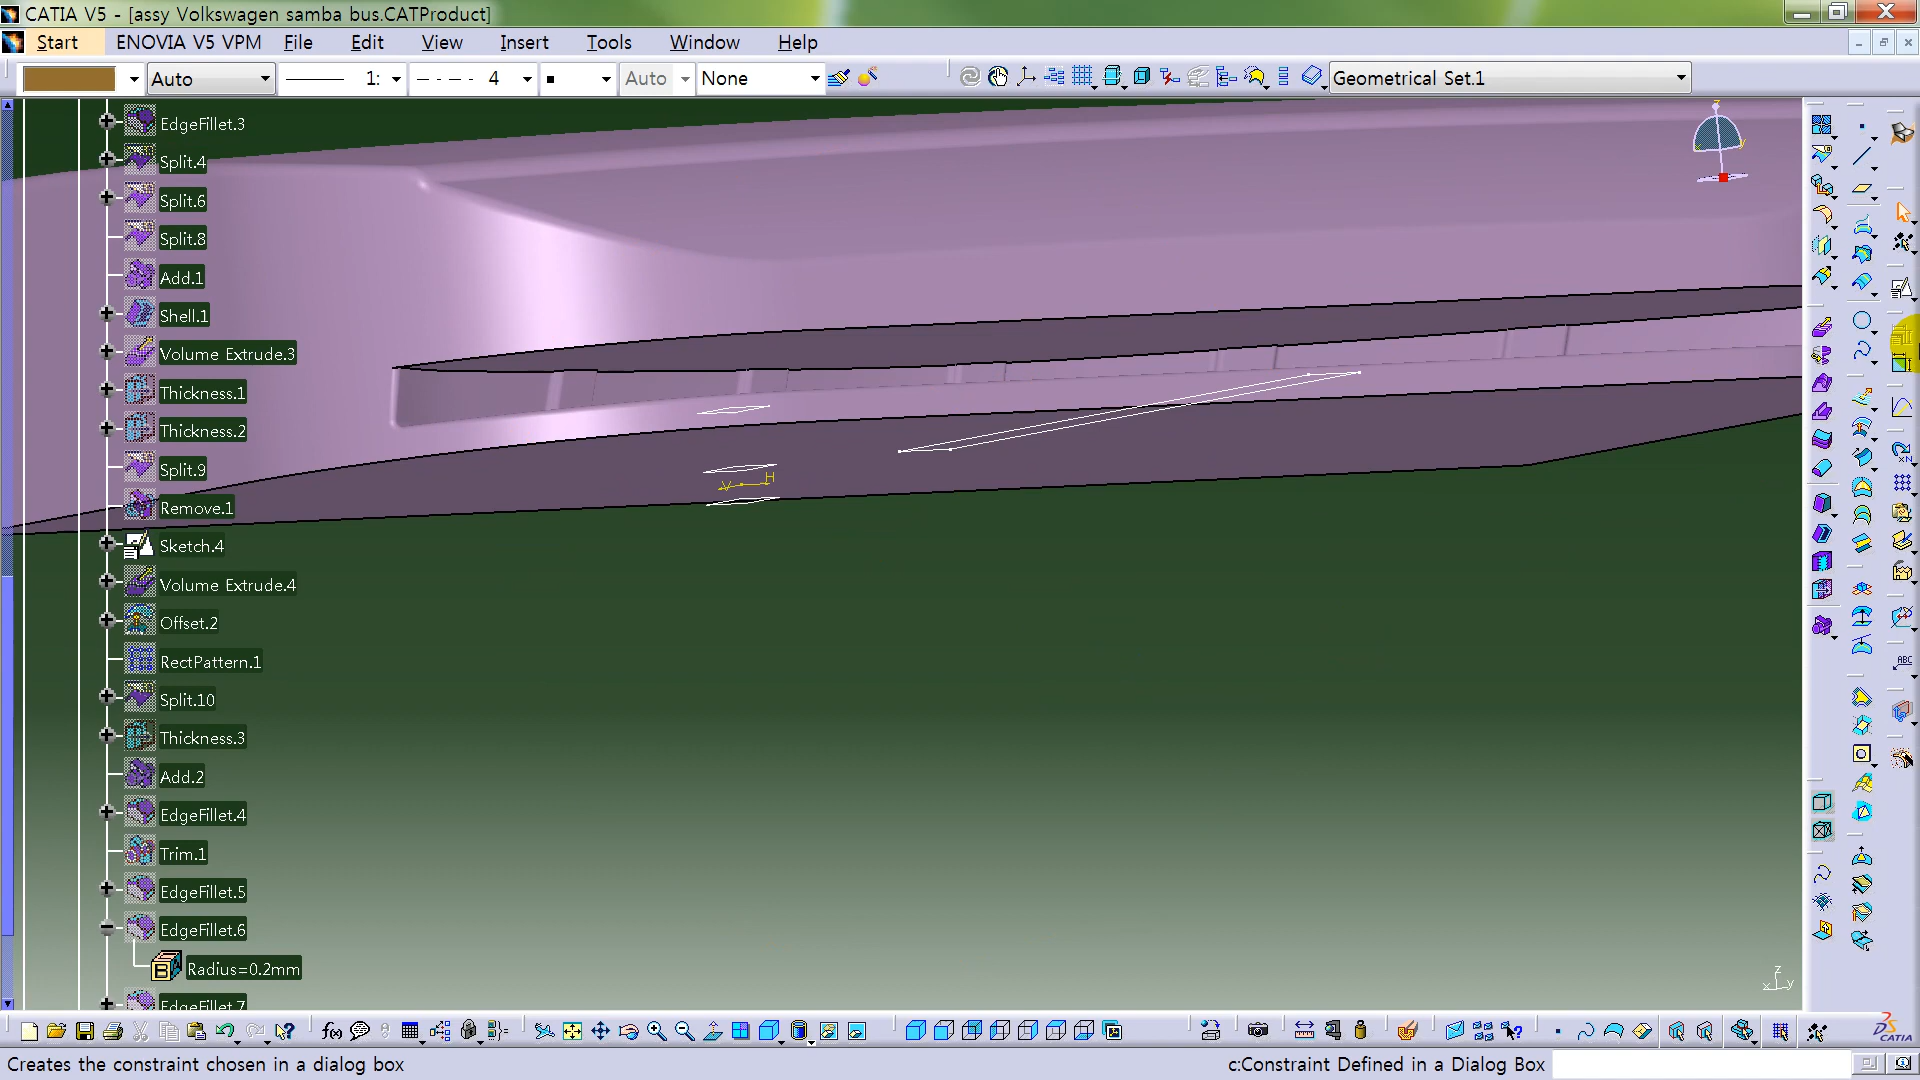 CATIA V5 - [assy Volkswagen samba bus.CATProduct]
Start ENOVIA V5 VPM File Edit View Insert Tools Window Help
Auto 1: 4 Auto None Geometrical Set.1
EdgeFillet.3
Split.4
Split.6
Split.8
Add.1
Shell.1
Volume Extrude.3
Thickness.1
Thickness.2
Split.9
Remove.1
Sketch.4
Volume Extrude.4
Offset.2
RectPattern.1
Split.10
Thickness.3
Add.2
EdgeFillet.4
Trim.1
EdgeFillet.5
EdgeFillet.6
Radius=0.2mm
EdgeFillet.7
V H
z
x y
ABC
f(x)
CATIA
Creates the constraint chosen in a dialog box c:Constraint Defined in a Dialog Box